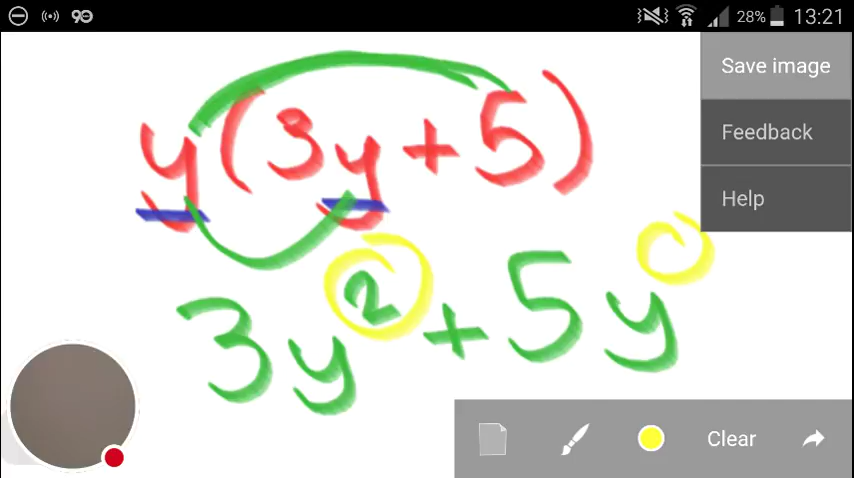 28% 13:21
Save image
Feedback
Help
y(3y+5)
3y²+5y
Clear